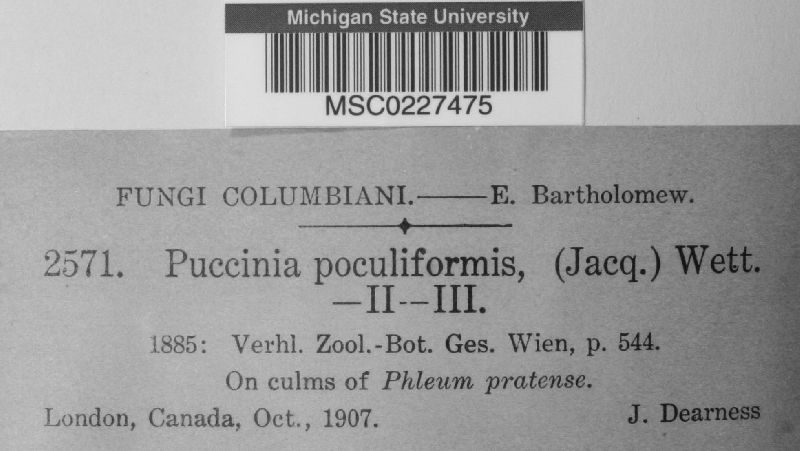 Michigan State University
MSC0227475
FUNGI COLUMBIANI.——E. Bartholomew.
2571. Puccinia poculiformis, (Jacq.) Wett.
—II--III.
1885: Verhl. Zool.-Bot. Ges. Wien, p. 544.
On culms of Phleum pratense.
London, Canada, Oct., 1907. J. Dearness